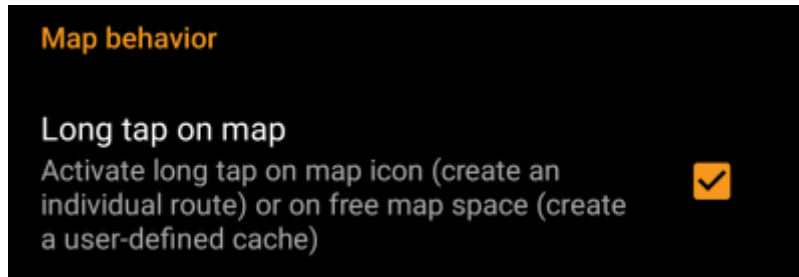 Map behavior
Long tap on map
Activate long tap on map icon (create an
individual route) or on free map space (create
a user-defined cache)